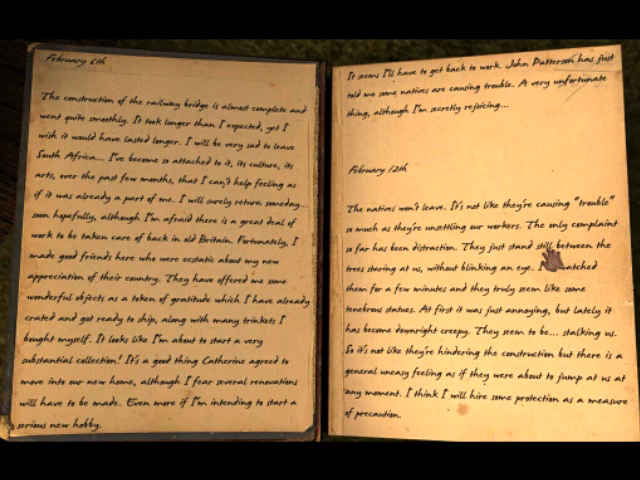 February 6th
The construction of the railway bridge is almost complete and
went quite smoothly. It took longer than I expected, yet I
wish it would have lasted longer. I will be very sad to leave
South Africa... I've become so attached to it, its culture, its
arts, over the past few months, that I can't help feeling as
if it was already a part of me. I will surely return someday...
soon hopefully, although I'm afraid there is a great deal of
work to be taken care of back in old Britain. Fortunately, I
made good friends here who were ecstatic about my new
appreciation of their country. They have offered me some
wonderful objects as a token of gratitude which I have already
crated and got ready to ship, along with many trinkets I
bought myself. It looks like I'm about to start a very
substantial collection! It's a good thing Catherine agreed to
move into our new home, although I fear several renovations
will have to be made. Even more if I'm intending to start a
serious new hobby.
It seems I'll have to get back to work. John Patterson has just
told me some natives are causing trouble. A very unfortunate
thing, although I'm secretly rejoicing...
February 12th
The natives won't leave. It's not like they're causing "trouble"
so much as they're unsettling our workers. The only complaint
so far has been distraction. They just stand still between the
trees staring at us, without blinking an eye. I watched
them for a few minutes and they truly seem like some
tenebrous statues. At first it was just annoying, but lately it
has become downright creepy. They seem to be... stalking us.
So it's not like they're hindering the construction but there is a
general uneasy feeling as if they were about to jump at us at
any moment. I think I will hire some protection as a measure
of precaution.